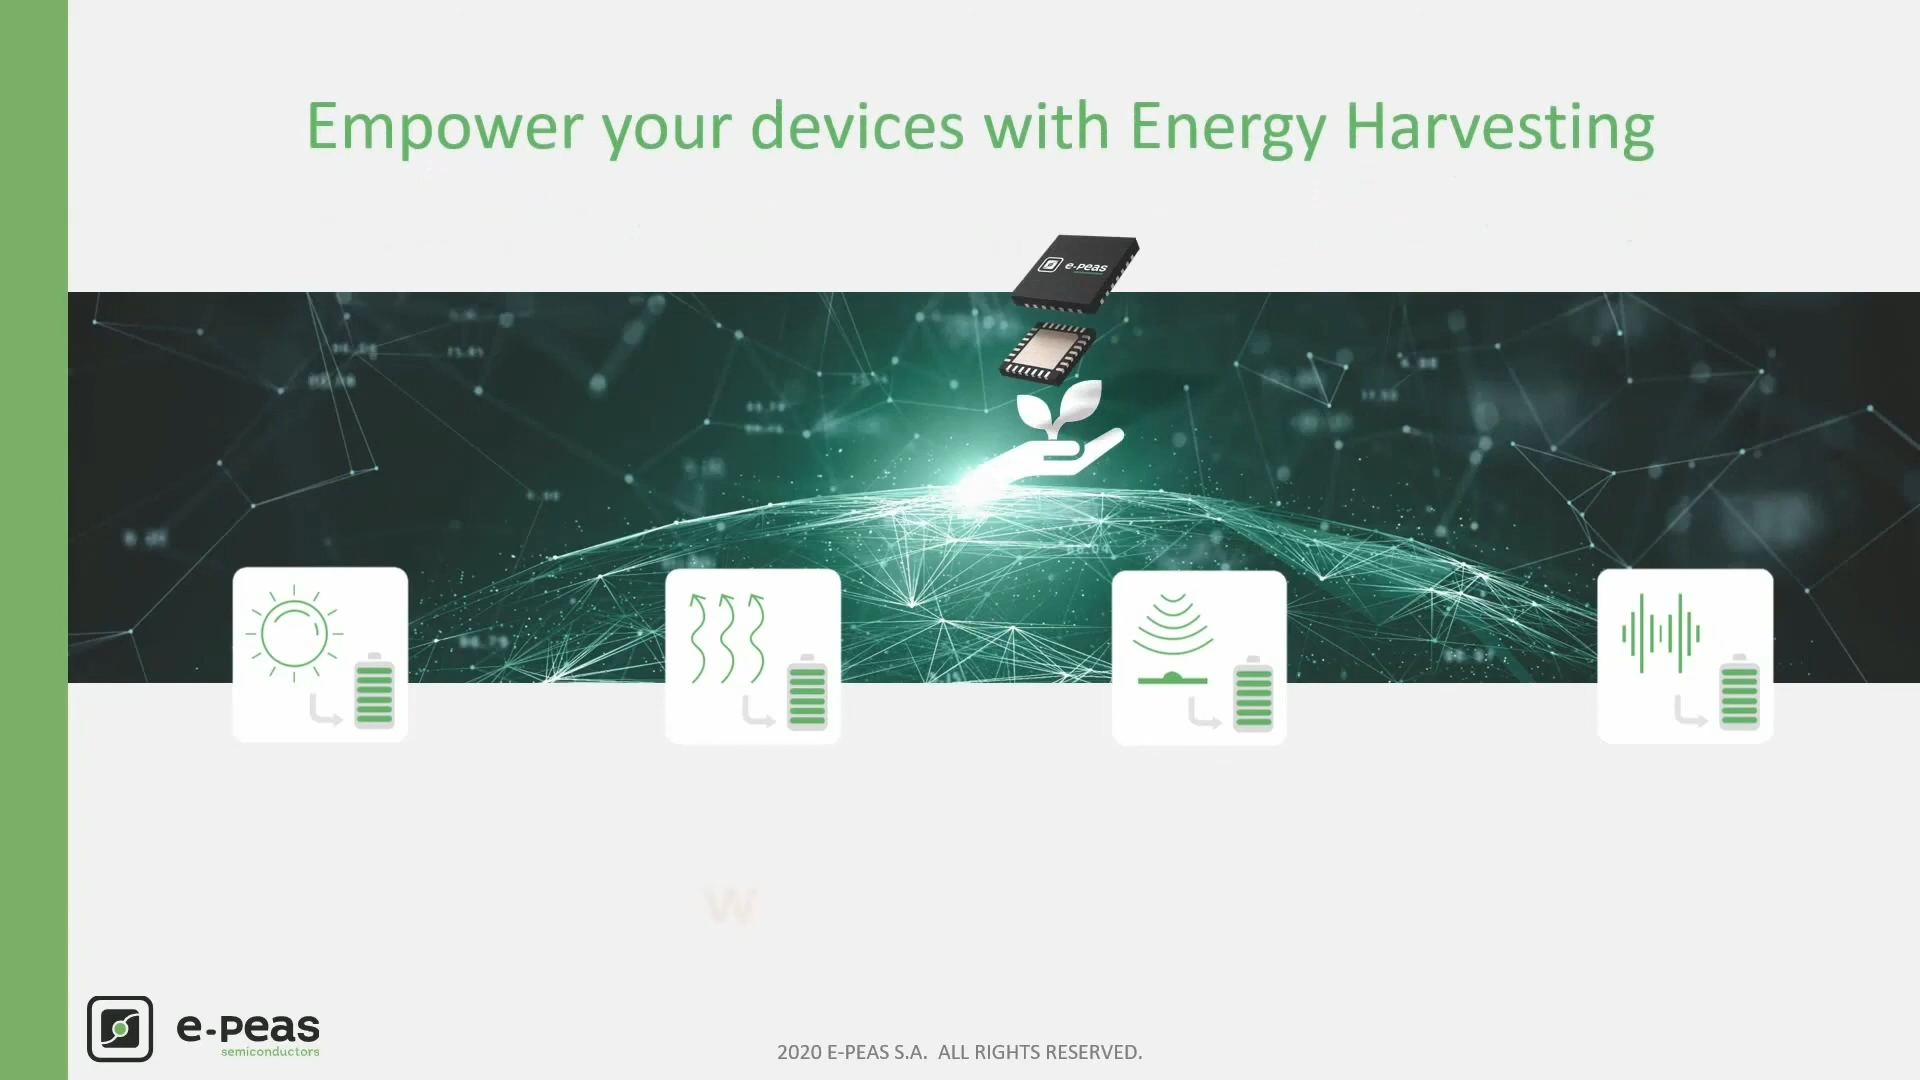 Empower your devices with Energy Harvesting
e-peas
W
e-peas
semiconductors
2020 E-PEAS S.A. ALL RIGHTS RESERVED.